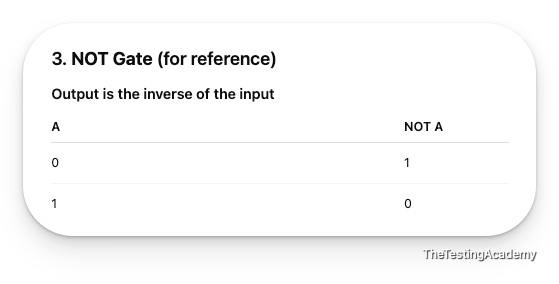 3. NOT Gate (for reference)
Output is the inverse of the input
A NOT A
0 1
1 0
TheTestingAcademy